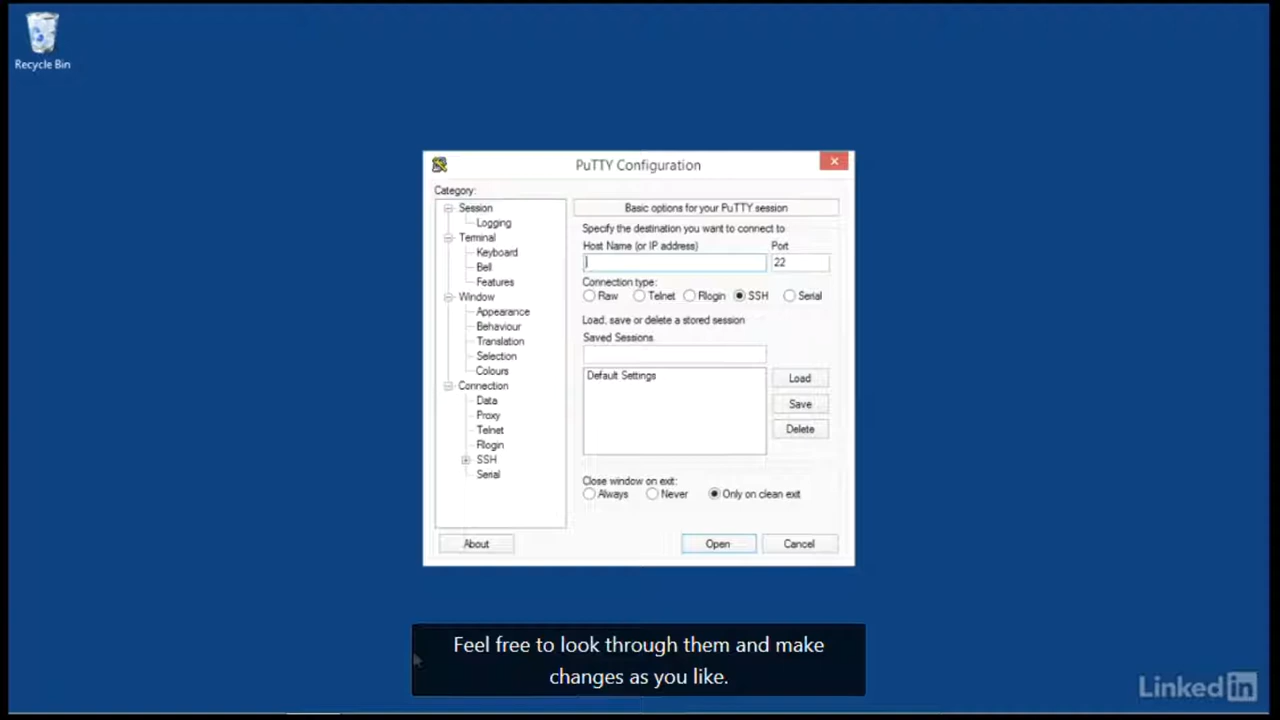 Recycle Bin
PuTTY Configuration
Category:
Session
Logging
Terminal
Keyboard
Bell
Features
Window
Appearance
Behaviour
Translation
Selection
Colours
Connection
Data
Proxy
Telnet
Rlogin
SSH
Serial
About
Basic options for your PuTTY session
Specify the destination you want to connect to
Host Name (or IP address) Port
22
Connection type:
Raw Telnet Rlogin SSH Serial
Load, save or delete a stored session
Saved Sessions
Default Settings
Load
Save
Delete
Close window on exit:
Always Never Only on clean exit
Open Cancel
Feel free to look through them and make
changes as you like.
LinkedIn